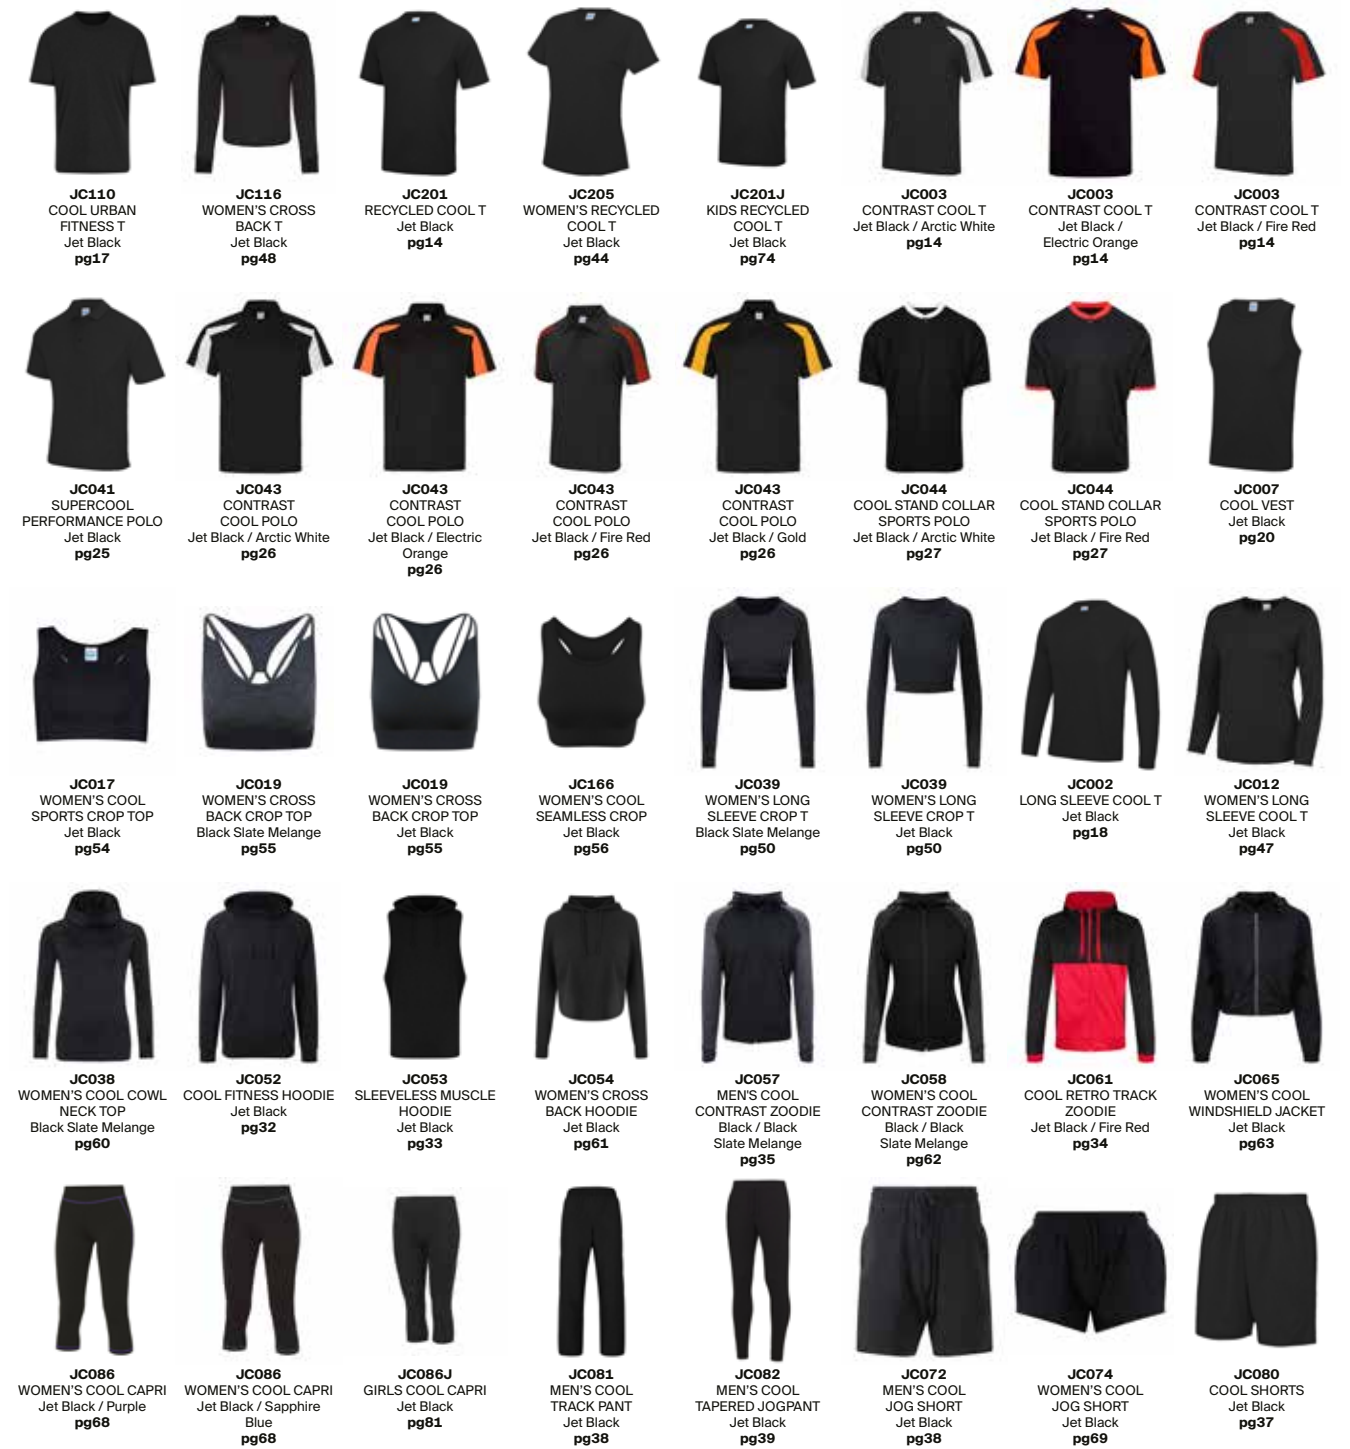 JC110
COOL URBAN
FITNESS T
Jet Black
pg17
JC116
WOMEN'S CROSS
BACK T
Jet Black
pg48
JC201
RECYCLED COOL T
Jet Black
pg14
JC205
WOMEN'S RECYCLED
COOL T
Jet Black
pg44
JC201J
KIDS RECYCLED
COOL T
Jet Black
pg74
JC003
CONTRAST COOL T
Jet Black / Arctic White
pg14
JC003
CONTRAST COOL T
Jet Black /
Electric Orange
pg14
JC003
CONTRAST COOL T
Jet Black / Fire Red
pg14
JC041
SUPERCOOL
PERFORMANCE POLO
Jet Black
pg25
JC043
CONTRAST
COOL POLO
Jet Black / Arctic White
pg26
JC043
CONTRAST
COOL POLO
Jet Black / Electric
Orange
pg26
JC043
CONTRAST
COOL POLO
Jet Black / Fire Red
pg26
JC043
CONTRAST
COOL POLO
Jet Black / Gold
pg26
JC044
COOL STAND COLLAR
SPORTS POLO
Jet Black / Arctic White
pg27
JC044
COOL STAND COLLAR
SPORTS POLO
Jet Black / Fire Red
pg27
JC007
COOL VEST
Jet Black
pg20
JC017
WOMEN'S COOL
SPORTS CROP TOP
Jet Black
pg54
JC019
WOMEN'S CROSS
BACK CROP TOP
Black Slate Melange
pg55
JC019
WOMEN'S CROSS
BACK CROP TOP
Jet Black
pg55
JC166
WOMEN'S COOL
SEAMLESS CROP
Jet Black
pg56
JC039
WOMEN'S LONG
SLEEVE CROP T
Black Slate Melange
pg50
JC039
WOMEN'S LONG
SLEEVE CROP T
Jet Black
pg50
JC002
LONG SLEEVE COOL T
Jet Black
pg18
JC012
WOMEN'S LONG
SLEEVE COOL T
Jet Black
pg47
JC038
WOMEN'S COOL COWL
NECK TOP
Black Slate Melange
pg60
JC052
COOL FITNESS HOODIE
Jet Black
pg32
JC053
SLEEVELESS MUSCLE
HOODIE
Jet Black
pg33
JC054
WOMEN'S CROSS
BACK HOODIE
Jet Black
pg61
JC057
MEN'S COOL
CONTRAST ZOODIE
Black / Black
Slate Melange
pg35
JC058
WOMEN'S COOL
CONTRAST ZOODIE
Black / Black
Slate Melange
pg62
JC061
COOL RETRO TRACK
ZOODIE
Jet Black / Fire Red
pg34
JC065
WOMEN'S COOL
WINDSHIELD JACKET
Jet Black
pg63
JC086
WOMEN'S COOL CAPRI
Jet Black / Purple
pg68
JC086
WOMEN'S COOL CAPRI
Jet Black / Sapphire
Blue
pg68
JC086J
GIRLS COOL CAPRI
Jet Black
pg81
JC081
MEN'S COOL
TRACK PANT
Jet Black
pg38
JC082
MEN'S COOL
TAPERED JOGPANT
Jet Black
pg39
JC072
MEN'S COOL
JOG SHORT
Jet Black
pg38
JC074
WOMEN'S COOL
JOG SHORT
Jet Black
pg69
JC080
COOL SHORTS
Jet Black
pg37